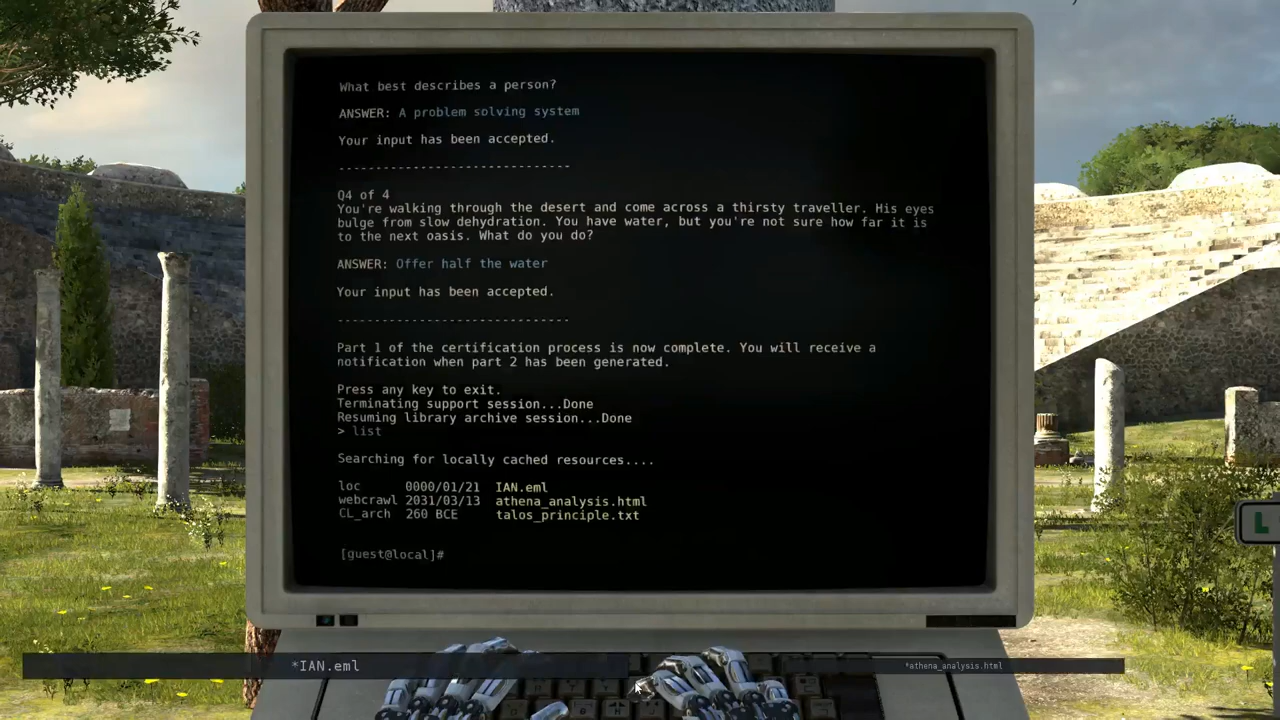 What best describes a person?
ANSWER: A problem solving system
Your input has been accepted.
----------------------------
Q4 of 4
You're walking through the desert and come across a thirsty traveller. His eyes
bulge from slow dehydration. You have water, but you're not sure how far it is
to the next oasis. What do you do?
ANSWER: Offer half the water
Your input has been accepted.
----------------------------
Part 1 of the certification process is now complete. You will receive a
notification when part 2 has been generated.
Press any key to exit.
Terminating support session...Done
Resuming library archive session...Done
> list
Searching for locally cached resources....
loc 0000/01/21 IAN.eml
webcrawl 2031/03/13 athena_analysis.html
CL_arch 260 BCE talos_principle.txt
[guest@local]#
L
*IAN.eml *athena_analysis.html